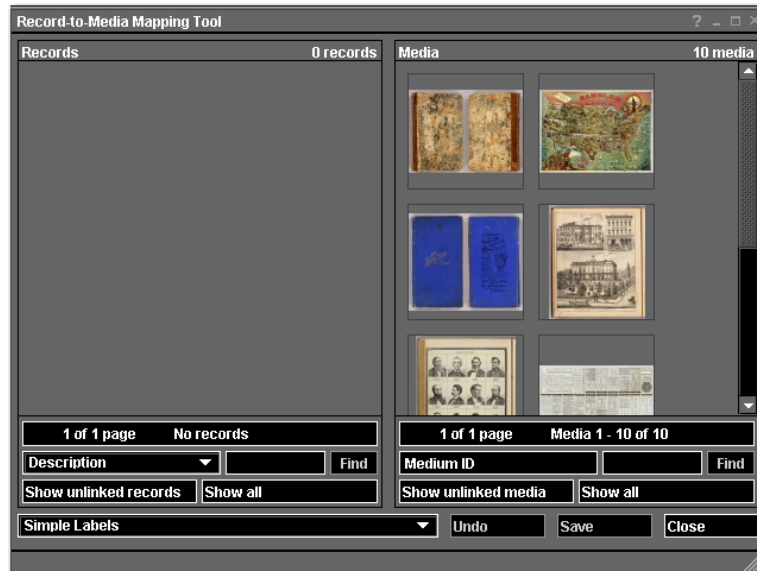 Record-to-Media Mapping Tool
Records 0 records
Media 10 media
RAMBLES
1 of 1 page No records
1 of 1 page Media 1 - 10 of 10
Description Find
Medium ID Find
Show unlinked records Show all
Show unlinked media Show all
Simple Labels Undo Save Close